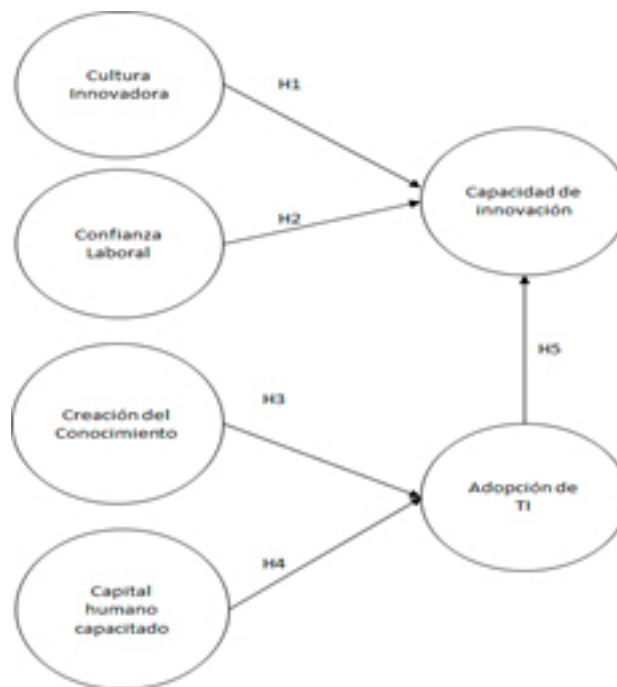 Cultura
Innovadora
H1
Capacidad de
innovación
H2
Confianza
Laboral
H5
H3
Creación del
Conocimiento
Adopción de
TI
H4
Capital
humano
capacitado